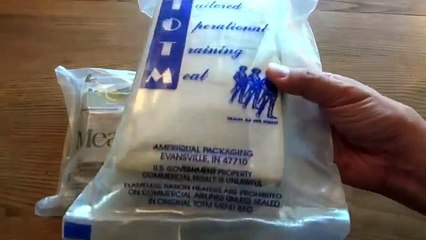 Tailored
Operational
Training
Meal
AMERIQUAL PACKAGING
EVANSVILLE, IN 47710
U.S. GOVERNMENT PROPERTY
COMMERCIAL RESALE IS UNLAWFUL
FLAMELESS RATION HEATERS ARE PROHIBITED
ON COMMERCIAL AIRLINES UNLESS SEALED
IN ORIGINAL TOTM MENU BAG
Mea